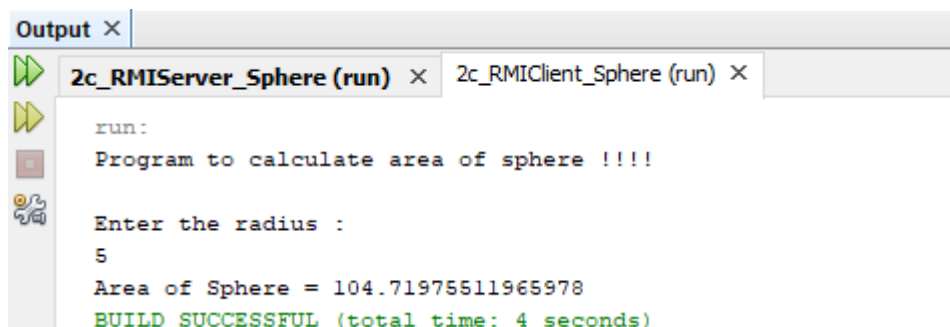 Output
2c_RMIServer_Sphere (run)
2c_RMIClient_Sphere (run)
run:
Program to calculate area of sphere !!!!
Enter the radius :
5
Area of Sphere = 104.71975511965978
BUILD SUCCESSFUL (total time: 4 seconds)